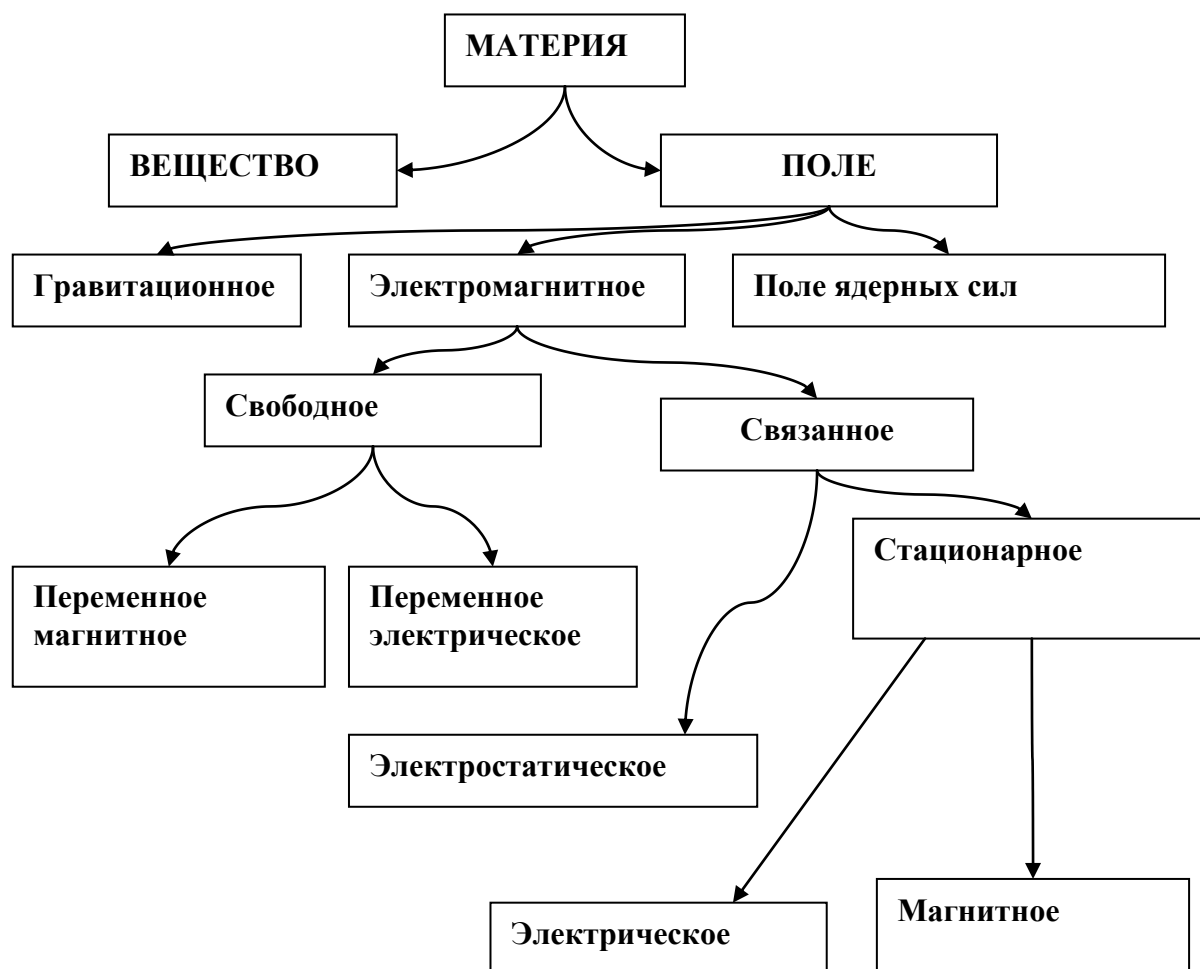 МАТЕРИЯ
ВЕЩЕСТВО
ПОЛЕ
Гравитационное
Электромагнитное
Поле ядерных сил
Свободное
Связанное
Стационарное
Переменное
магнитное
Переменное
электрическое
Электростатическое
Электрическое
Магнитное